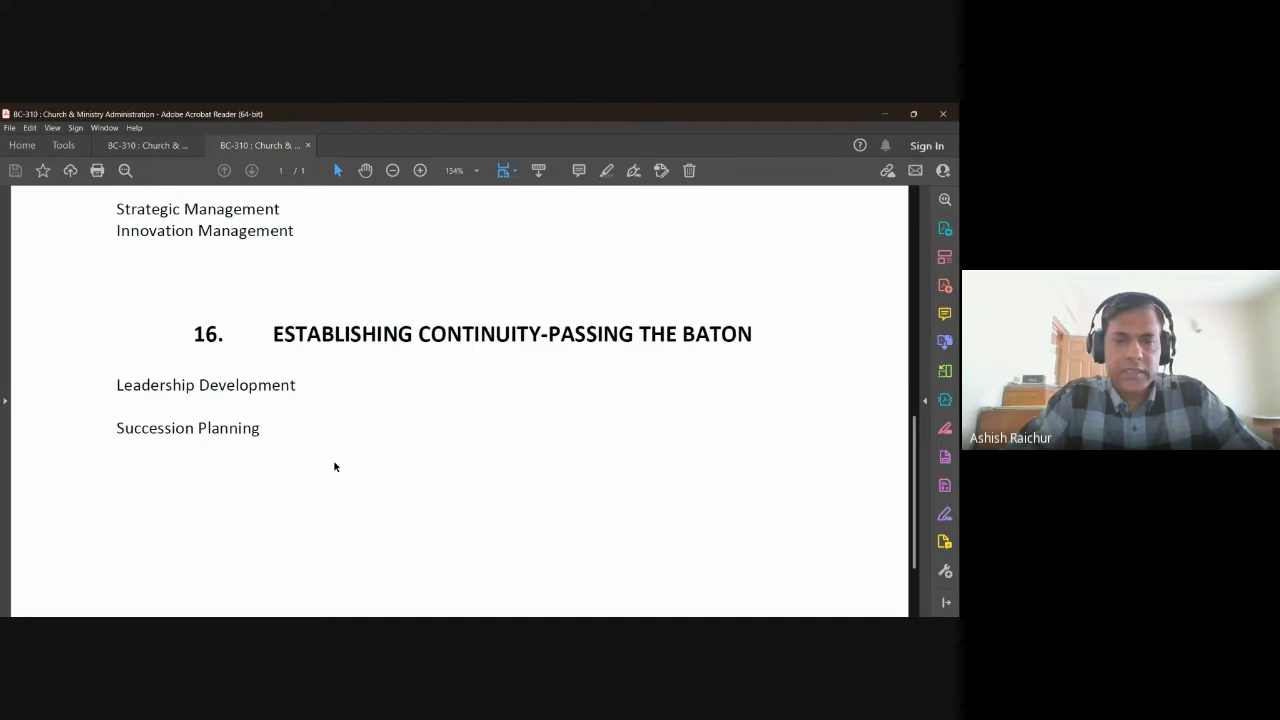 BC-310 : Church & Ministry Administration - Adobe Acrobat Reader (64-bit)
File Edit View Sign Window Help
Home Tools BC-310 : Church & ... BC-310 : Church & ... × Sign In
1 / 1 154%
Strategic Management
Innovation Management
16. ESTABLISHING CONTINUITY-PASSING THE BATON
Leadership Development
Succession Planning
Ashish Raichur